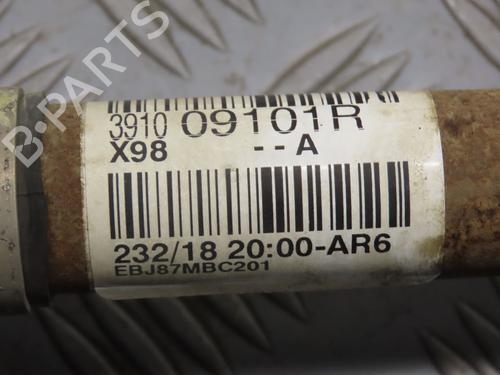 3910 09101R
X98 --A
232/18 20:00-AR6
EBJ87MBC201
B-Parts